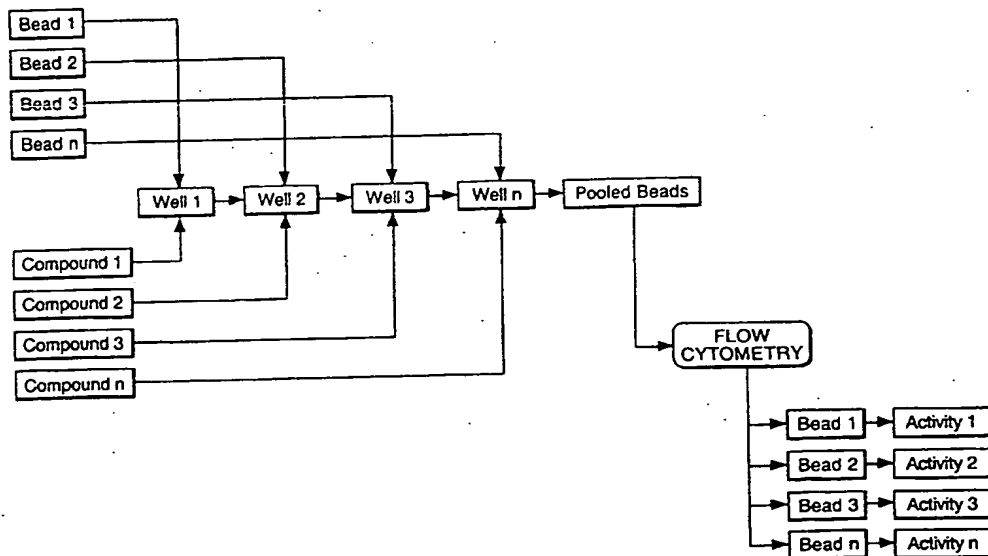 Bead 1
Bead 2
Bead 3
Bead n
Well 1
Well 2
Well 3
Well n
Pooled Beads
Compound 1
Compound 2
Compound 3
Compound n
FLOW
CYTOMETRY
Bead 1
Activity 1
Bead 2
Activity 2
Bead 3
Activity 3
Bead n
Activity n